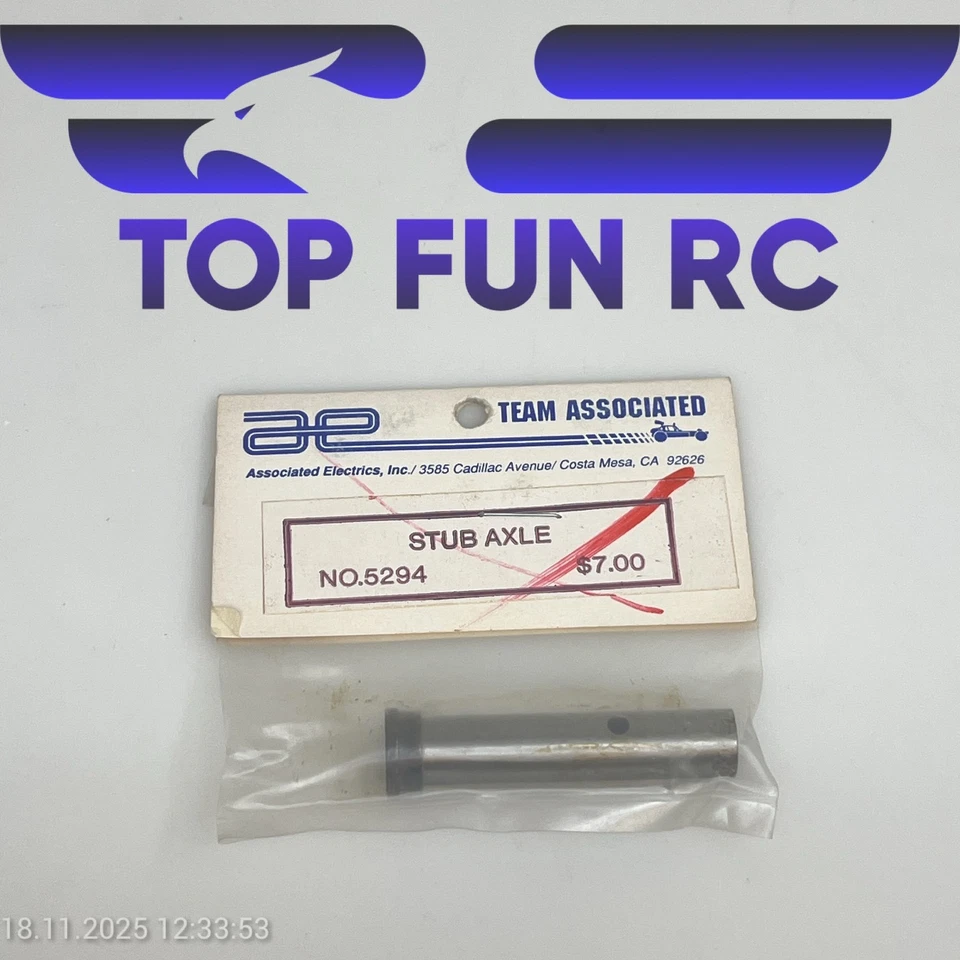 TOP FUN RC
ae TEAM ASSOCIATED
Associated Electrics, Inc./ 3585 Cadillac Avenue/ Costa Mesa, CA 92626
STUB AXLE
NO.5294 $7.00
18.11.2025 12:33:53